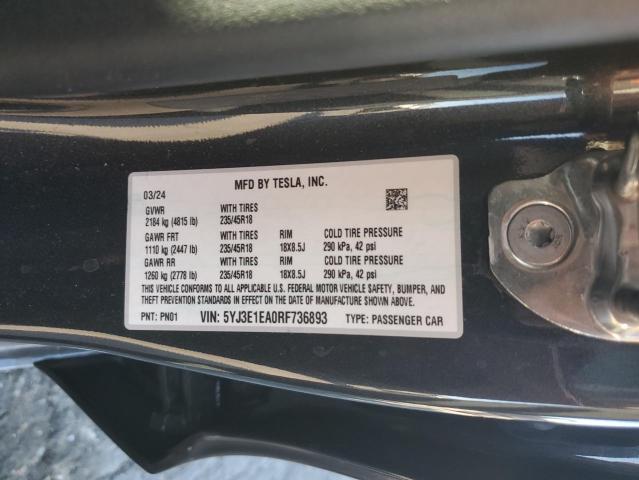 MFD BY TESLA, INC.
03/24
GVWR WITH TIRES
2184 kg (4815 lb) 235/45R18
GAWR FRT WITH TIRES RIM COLD TIRE PRESSURE
1110 kg (2447 lb) 235/45R18 18X8.5J 290 kPa, 42 psi
GAWR RR WITH TIRES RIM COLD TIRE PRESSURE
1260 kg (2778 lb) 235/45R18 18X8.5J 290 kPa, 42 psi
THIS VEHICLE CONFORMS TO ALL APPLICABLE U.S. FEDERAL MOTOR VEHICLE SAFETY, BUMPER,
AND THEFT PREVENTION STANDARDS IN EFFECT ON THE DATE OF MANUFACTURE SHOWN ABOVE.
PNT: PN01 VIN: 5YJ3E1EA0RF736893 TYPE: PASSENGER CAR